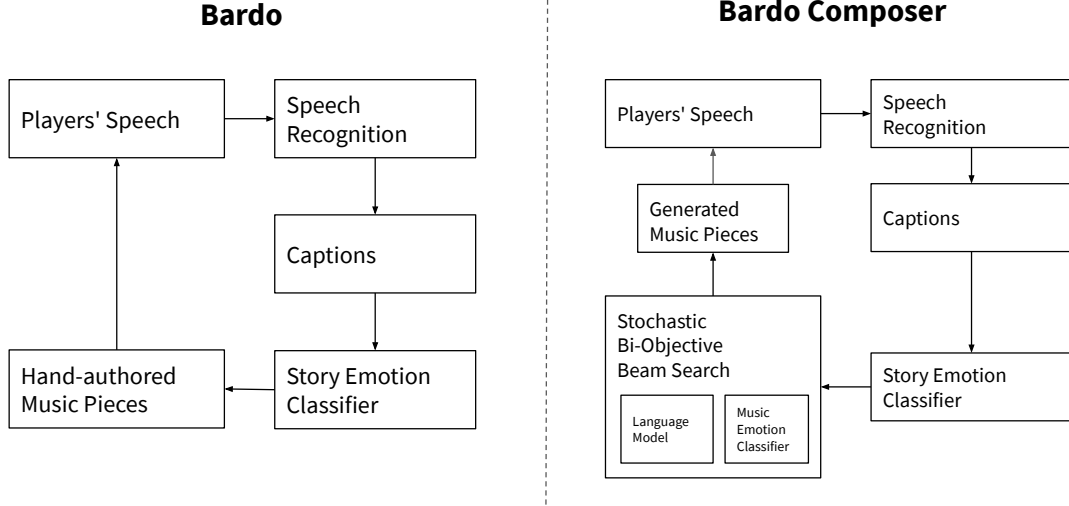 Bardo
Players' Speech
Speech
Recognition
Captions
Hand-authored
Music Pieces
Story Emotion
Classifier
Bardo Composer
Players' Speech
Speech
Recognition
Generated
Music Pieces
Captions
Stochastic
Bi-Objective
Beam Search
Language
Model
Music
Emotion
Classifier
Story Emotion
Classifier